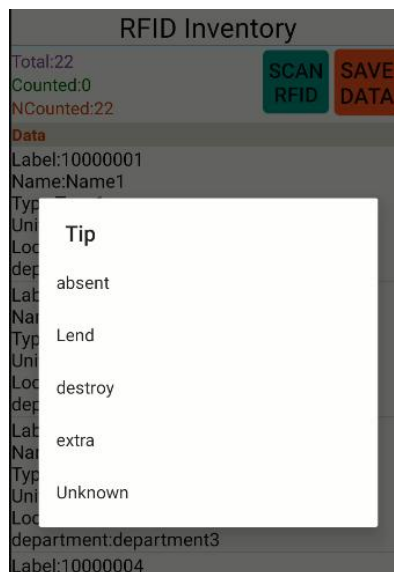 RFID Inventory
Total:22
Counted:0
NCounted:22
SCAN
RFID
SAVE
DATA
Data
Label:10000001
Name:Name1
Tip
absent
Lend
destroy
extra
Unknown
department:department3
Label:10000004